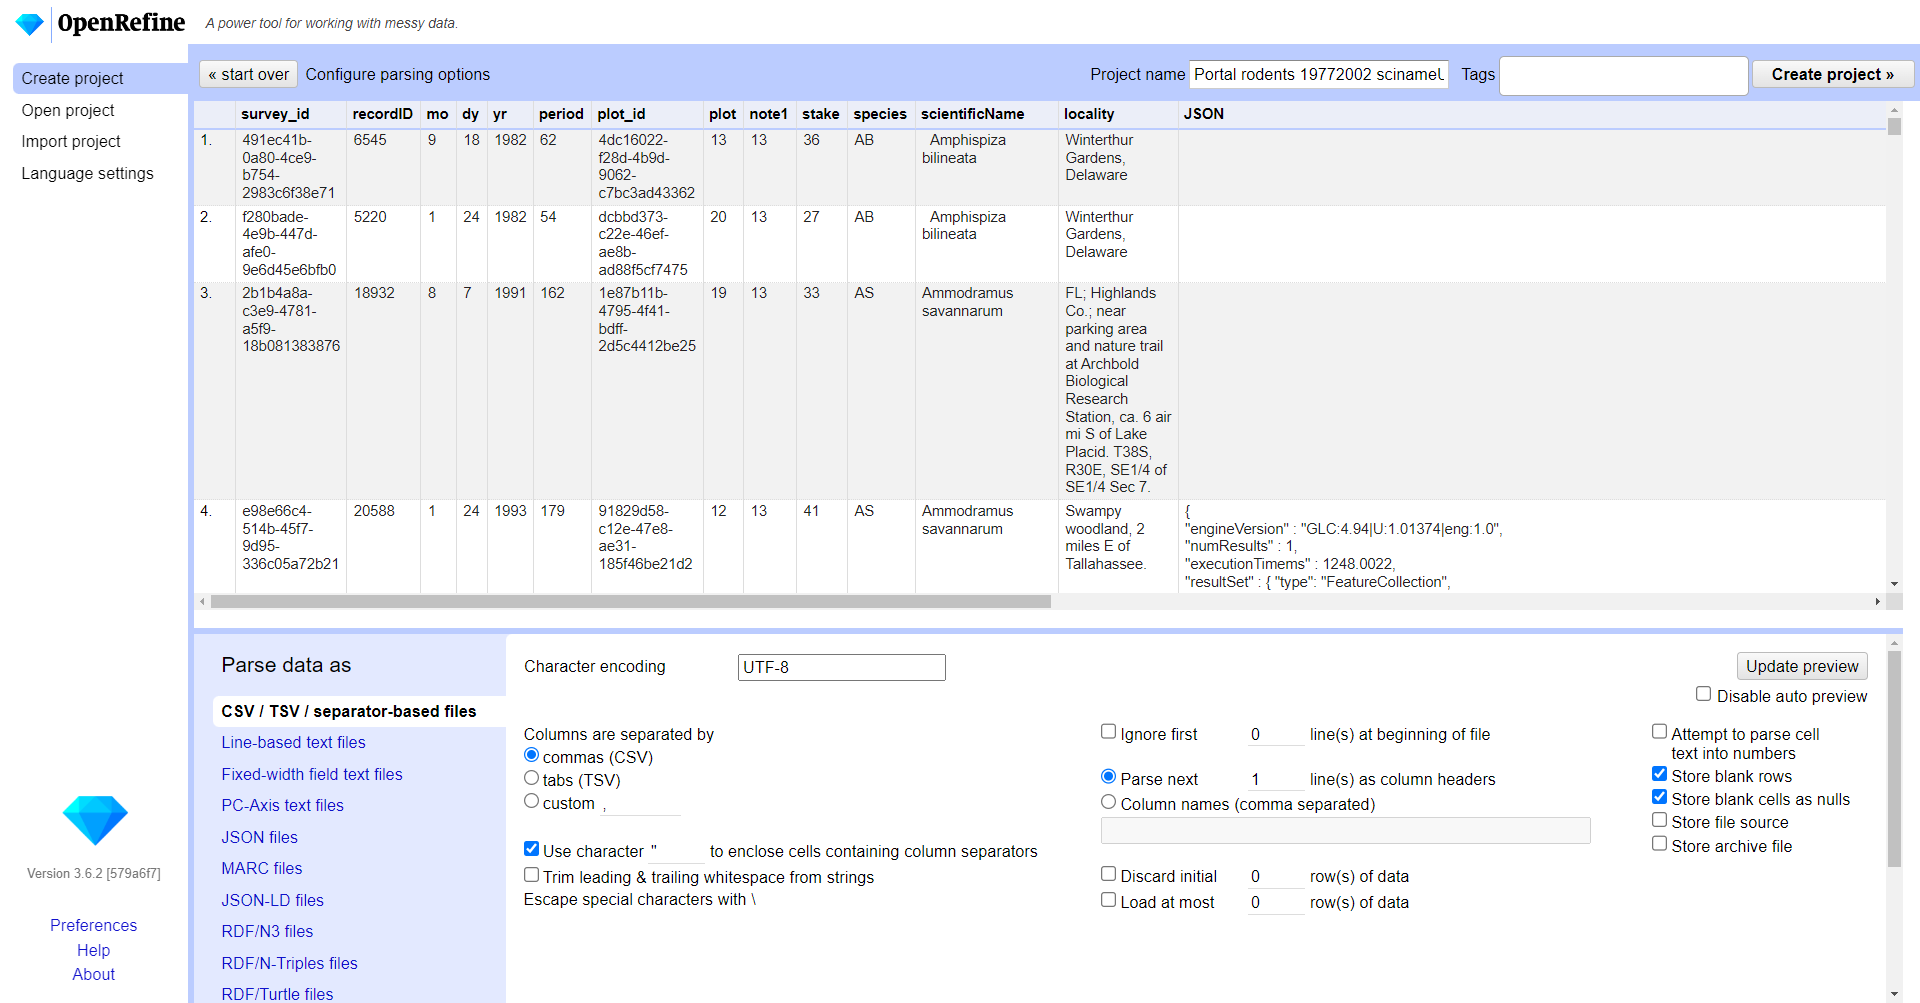 OpenRefine A power tool for working with messy data.
Create project
Open project
Import project
Language settings
« start over Configure parsing options Project name Portal rodents 19772002 scinameU Tags Create project »
survey_id recordID mo dy yr period plot_id plot note1 stake species scientificName locality JSON
1. 491ec41b- 6545 9 18 1982 62 4dc16022- 13 13 36 AB Amphispiza Winterthur
0a80-4ce9- f28d-4b9d- bilineata Gardens,
b754- 9062- Delaware
2983c6f38e71 c7bc3ad43362
2. f280bade- 5220 1 24 1982 54 dcbbd373- 20 13 27 AB Amphispiza Winterthur
4e9b-447d- c22e-46ef- bilineata Gardens,
afe0- ae8b- Delaware
9e6d45e6bfb0 ad88f5cf7475
3. 2b1b4a8a- 18932 8 7 1991 162 1e87b11b- 19 13 33 AS Ammodramus FL; Highlands
c3e9-4781- 4795-4f41- savannarum Co.; near
a5f9- bdff- parking area
18b081383876 2d5c4412be25 and nature trail
at Archbold
Biological
Research
Station, ca. 6 air
mi S of Lake
Placid. T38S,
R30E, SE1/4 of
SE1/4 Sec 7.
4. e98e66c4- 20588 1 24 1993 179 91829d58- 12 13 41 AS Ammodramus Swampy {
514b-45f7- c12e-47e8- savannarum woodland, 2 "engineVersion" : "GLC:4.94|U:1.01374|eng:1.0",
9d95- ae31- miles E of "numResults" : 1,
336c05a72b21 185f46be21d2 Tallahassee. "executionTimems" : 1248.0022,
"resultSet" : { "type": "FeatureCollection",
Parse data as
CSV / TSV / separator-based files
Line-based text files
Fixed-width field text files
PC-Axis text files
JSON files
MARC files
JSON-LD files
RDF/N3 files
RDF/N-Triples files
RDF/Turtle files
Character encoding UTF-8
Update preview
Disable auto preview
Columns are separated by
commas (CSV)
tabs (TSV)
custom ,
Use character " to enclose cells containing column separators
Trim leading & trailing whitespace from strings
Escape special characters with \
Ignore first 0 line(s) at beginning of file
Parse next 1 line(s) as column headers
Column names (comma separated)
Discard initial 0 row(s) of data
Load at most 0 row(s) of data
Attempt to parse cell
text into numbers
Store blank rows
Store blank cells as nulls
Store file source
Store archive file
Version 3.6.2 [579a6f7]
Preferences
Help
About